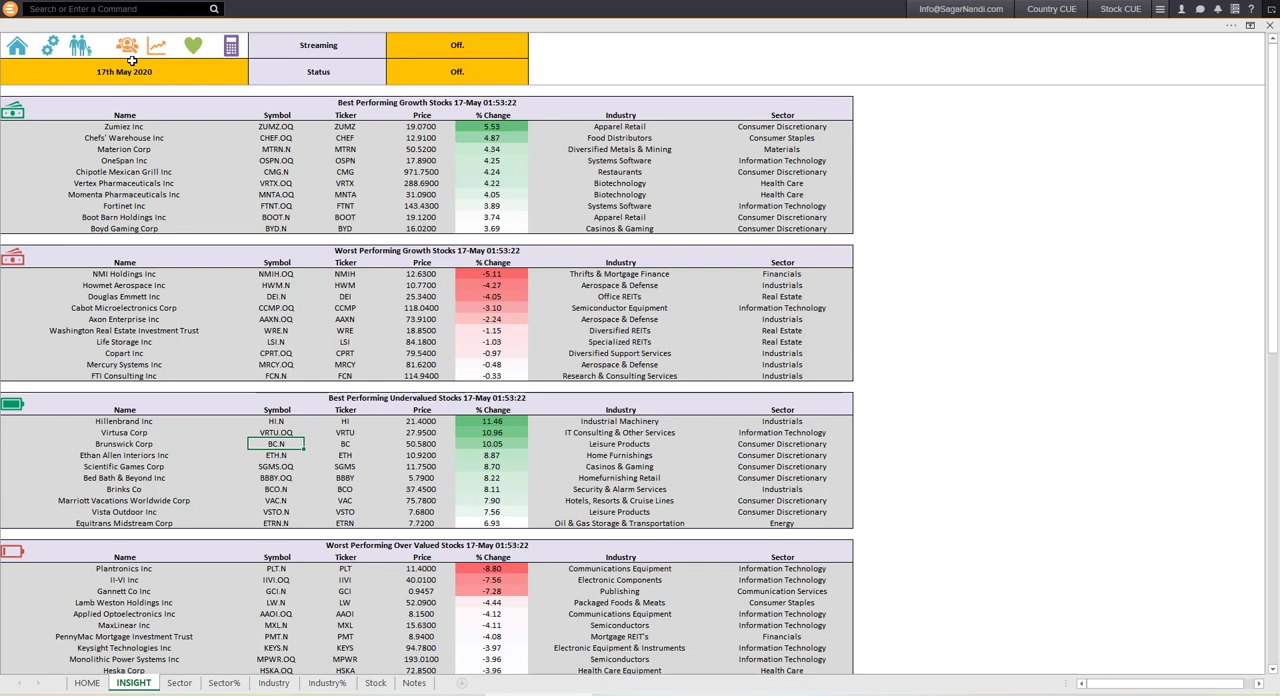 Search or Enter a Command Info@SagarNandi.com Country CUE Stock CUE ?
Streaming Off.
17th May 2020 Status Off.
Best Performing Growth Stocks 17-May 01:53:22
Name Symbol Ticker Price % Change Industry Sector
Zumiez Inc ZUMZ.OQ ZUMZ 19.0700 5.53 Apparel Retail Consumer Discretionary
Chefs' Warehouse Inc CHEF.OQ CHEF 12.9100 4.87 Food Distributors Consumer Staples
Materion Corp MTRN.N MTRN 50.5200 4.34 Diversified Metals & Mining Materials
OneSpan Inc OSPN.OQ OSPN 17.8900 4.25 Systems Software Information Technology
Chipotle Mexican Grill Inc CMG.N CMG 971.7500 4.24 Restaurants Consumer Discretionary
Vertex Pharmaceuticals Inc VRTX.OQ VRTX 288.6900 4.22 Biotechnology Health Care
Momenta Pharmaceuticals Inc MNTA.OQ MNTA 31.0900 4.05 Biotechnology Health Care
Fortinet Inc FTNT.OQ FTNT 143.4300 3.89 Systems Software Information Technology
Boot Barn Holdings Inc BOOT.N BOOT 19.1200 3.74 Apparel Retail Consumer Discretionary
Boyd Gaming Corp BYD.N BYD 16.0200 3.69 Casinos & Gaming Consumer Discretionary
Worst Performing Growth Stocks 17-May 01:53:22
Name Symbol Ticker Price % Change Industry Sector
NMI Holdings Inc NMIH.OQ NMIH 12.6300 -5.11 Thrifts & Mortgage Finance Financials
Howmet Aerospace Inc HWM.N HWM 10.7700 -4.27 Aerospace & Defense Industrials
Douglas Emmett Inc DEI.N DEI 25.3400 -4.05 Office REITs Real Estate
Cabot Microelectronics Corp CCMP.OQ CCMP 118.0400 -3.10 Semiconductor Equipment Information Technology
Axon Enterprise Inc AAXN.OQ AAXN 73.9100 -2.24 Aerospace & Defense Industrials
Washington Real Estate Investment Trust WRE.N WRE 18.8500 -1.15 Diversified REITs Real Estate
Life Storage Inc LSI.N LSI 84.1800 -1.03 Specialized REITs Real Estate
Copart Inc CPRT.OQ CPRT 79.5400 -0.97 Diversified Support Services Industrials
Mercury Systems Inc MRCY.OQ MRCY 81.6200 -0.48 Aerospace & Defense Industrials
FTI Consulting Inc FCN.N FCN 114.9400 -0.33 Research & Consulting Services Industrials
Best Performing Undervalued Stocks 17-May 01:53:22
Name Symbol Ticker Price % Change Industry Sector
Hillenbrand Inc HI.N HI 21.4000 11.46 Industrial Machinery Industrials
Virtusa Corp VRTU.OQ VRTU 27.9500 10.96 IT Consulting & Other Services Information Technology
Brunswick Corp BC.N BC 50.5800 10.05 Leisure Products Consumer Discretionary
Ethan Allen Interiors Inc ETH.N ETH 10.9200 8.87 Home Furnishings Consumer Discretionary
Scientific Games Corp SGMS.OQ SGMS 11.7500 8.70 Casinos & Gaming Consumer Discretionary
Bed Bath & Beyond Inc BBBY.OQ BBBY 5.7900 8.22 Homefurnishing Retail Consumer Discretionary
Brinks Co BCO.N BCO 37.4500 8.11 Security & Alarm Services Industrials
Marriott Vacations Worldwide Corp VAC.N VAC 75.7800 7.90 Hotels, Resorts & Cruise Lines Consumer Discretionary
Vista Outdoor Inc VSTO.N VSTO 7.6800 7.56 Leisure Products Consumer Discretionary
Equitrans Midstream Corp ETRN.N ETRN 7.7200 6.93 Oil & Gas Storage & Transportation Energy
Worst Performing Over Valued Stocks 17-May 01:53:22
Name Symbol Ticker Price % Change Industry Sector
Plantronics Inc PLT.N PLT 11.4000 -8.80 Communications Equipment Information Technology
II-VI Inc IIVI.OQ IIVI 40.0100 -7.56 Electronic Components Information Technology
Gannett Co Inc GCI.N GCI 0.9457 -7.28 Publishing Communication Services
Lamb Weston Holdings Inc LW.N LW 52.0900 -4.44 Packaged Foods & Meats Consumer Staples
Applied Optoelectronics Inc AAOI.OQ AAOI 8.1500 -4.12 Communications Equipment Information Technology
MaxLinear Inc MXL.N MXL 15.6300 -4.11 Semiconductors Information Technology
PennyMac Mortgage Investment Trust PMT.N PMT 8.9400 -4.08 Mortgage REIT's Financials
Keysight Technologies Inc KEYS.N KEYS 94.7800 -3.97 Electronic Equipment & Instruments Information Technology
Monolithic Power Systems Inc MPWR.OQ MPWR 193.0100 -3.96 Semiconductors Information Technology
Heska Corp HSKA.OQ HSKA 72.8500 -3.96 Health Care Equipment Health Care
HOME INSIGHT Sector Sector% Industry Industry% Stock Notes